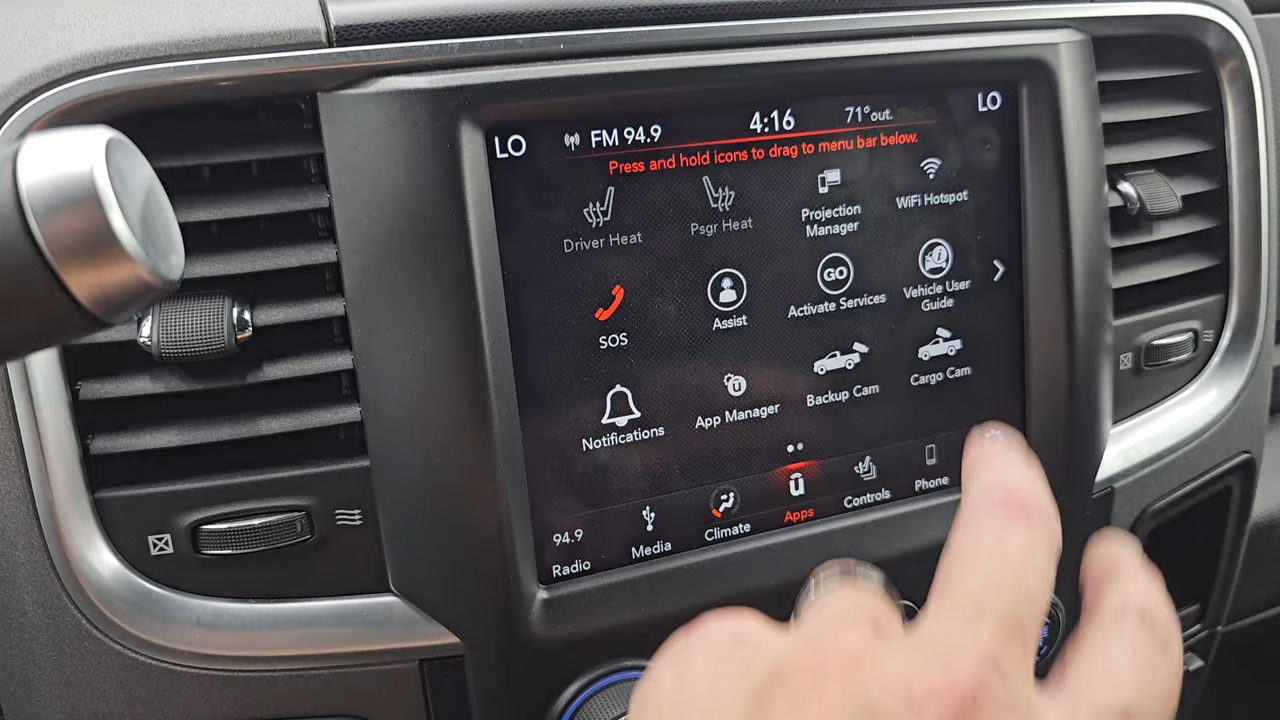 LO FM 94.9 4:16 71°out. LO
Press and hold icons to drag to menu bar below.
Driver Heat Psgr Heat Projection Manager WiFi Hotspot
SOS Assist GO Activate Services Vehicle User Guide
Notifications App Manager Backup Cam Cargo Cam
94.9
Radio Media Climate Apps Controls Phone